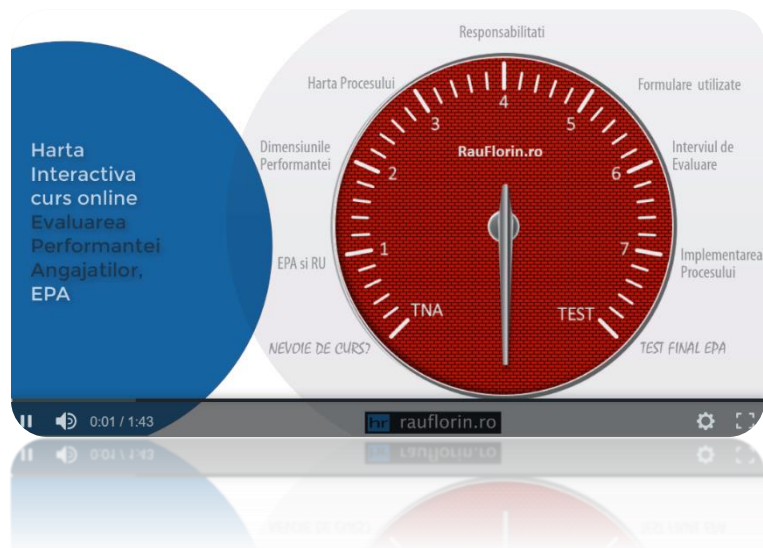 Harta
Interactiva
curs online
Evaluarea
Performantei
Angajatilor,
EPA
Responsabilitati
Harta Procesului
Formulare utilizate
Dimensiunile
Performantei
Interviul de
Evaluare
EPA si RU
Implementarea
Procesului
NEVOIE DE CURS?
TEST FINAL EPA
RauFlorin.ro
TNA
1
2
3
4
5
6
7
TEST
0:01 / 1:43
hr rauflorin.ro